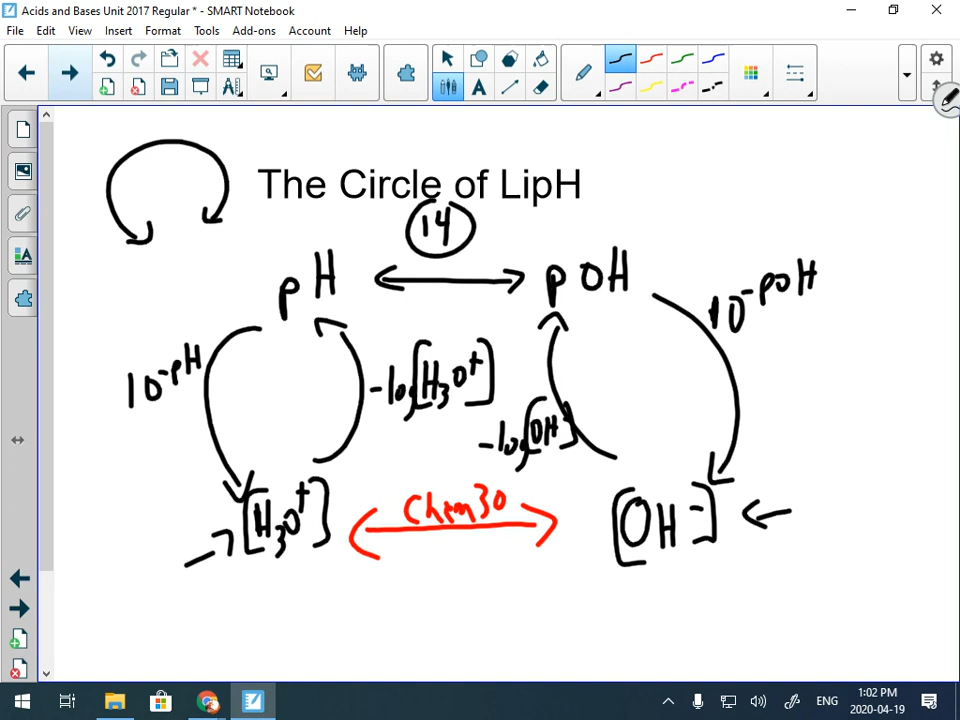 Acids and Bases Unit 2017 Regular * - SMART Notebook
File Edit View Insert Format Tools Add-ons Account Help
The Circle of LipH
14
pH pOH
10^-pOH
10^-pH
-log[H₃O⁺]
-log[OH]
Chem30
[H₃O⁺] [OH⁻]
ENG
1:02 PM
2020-04-19